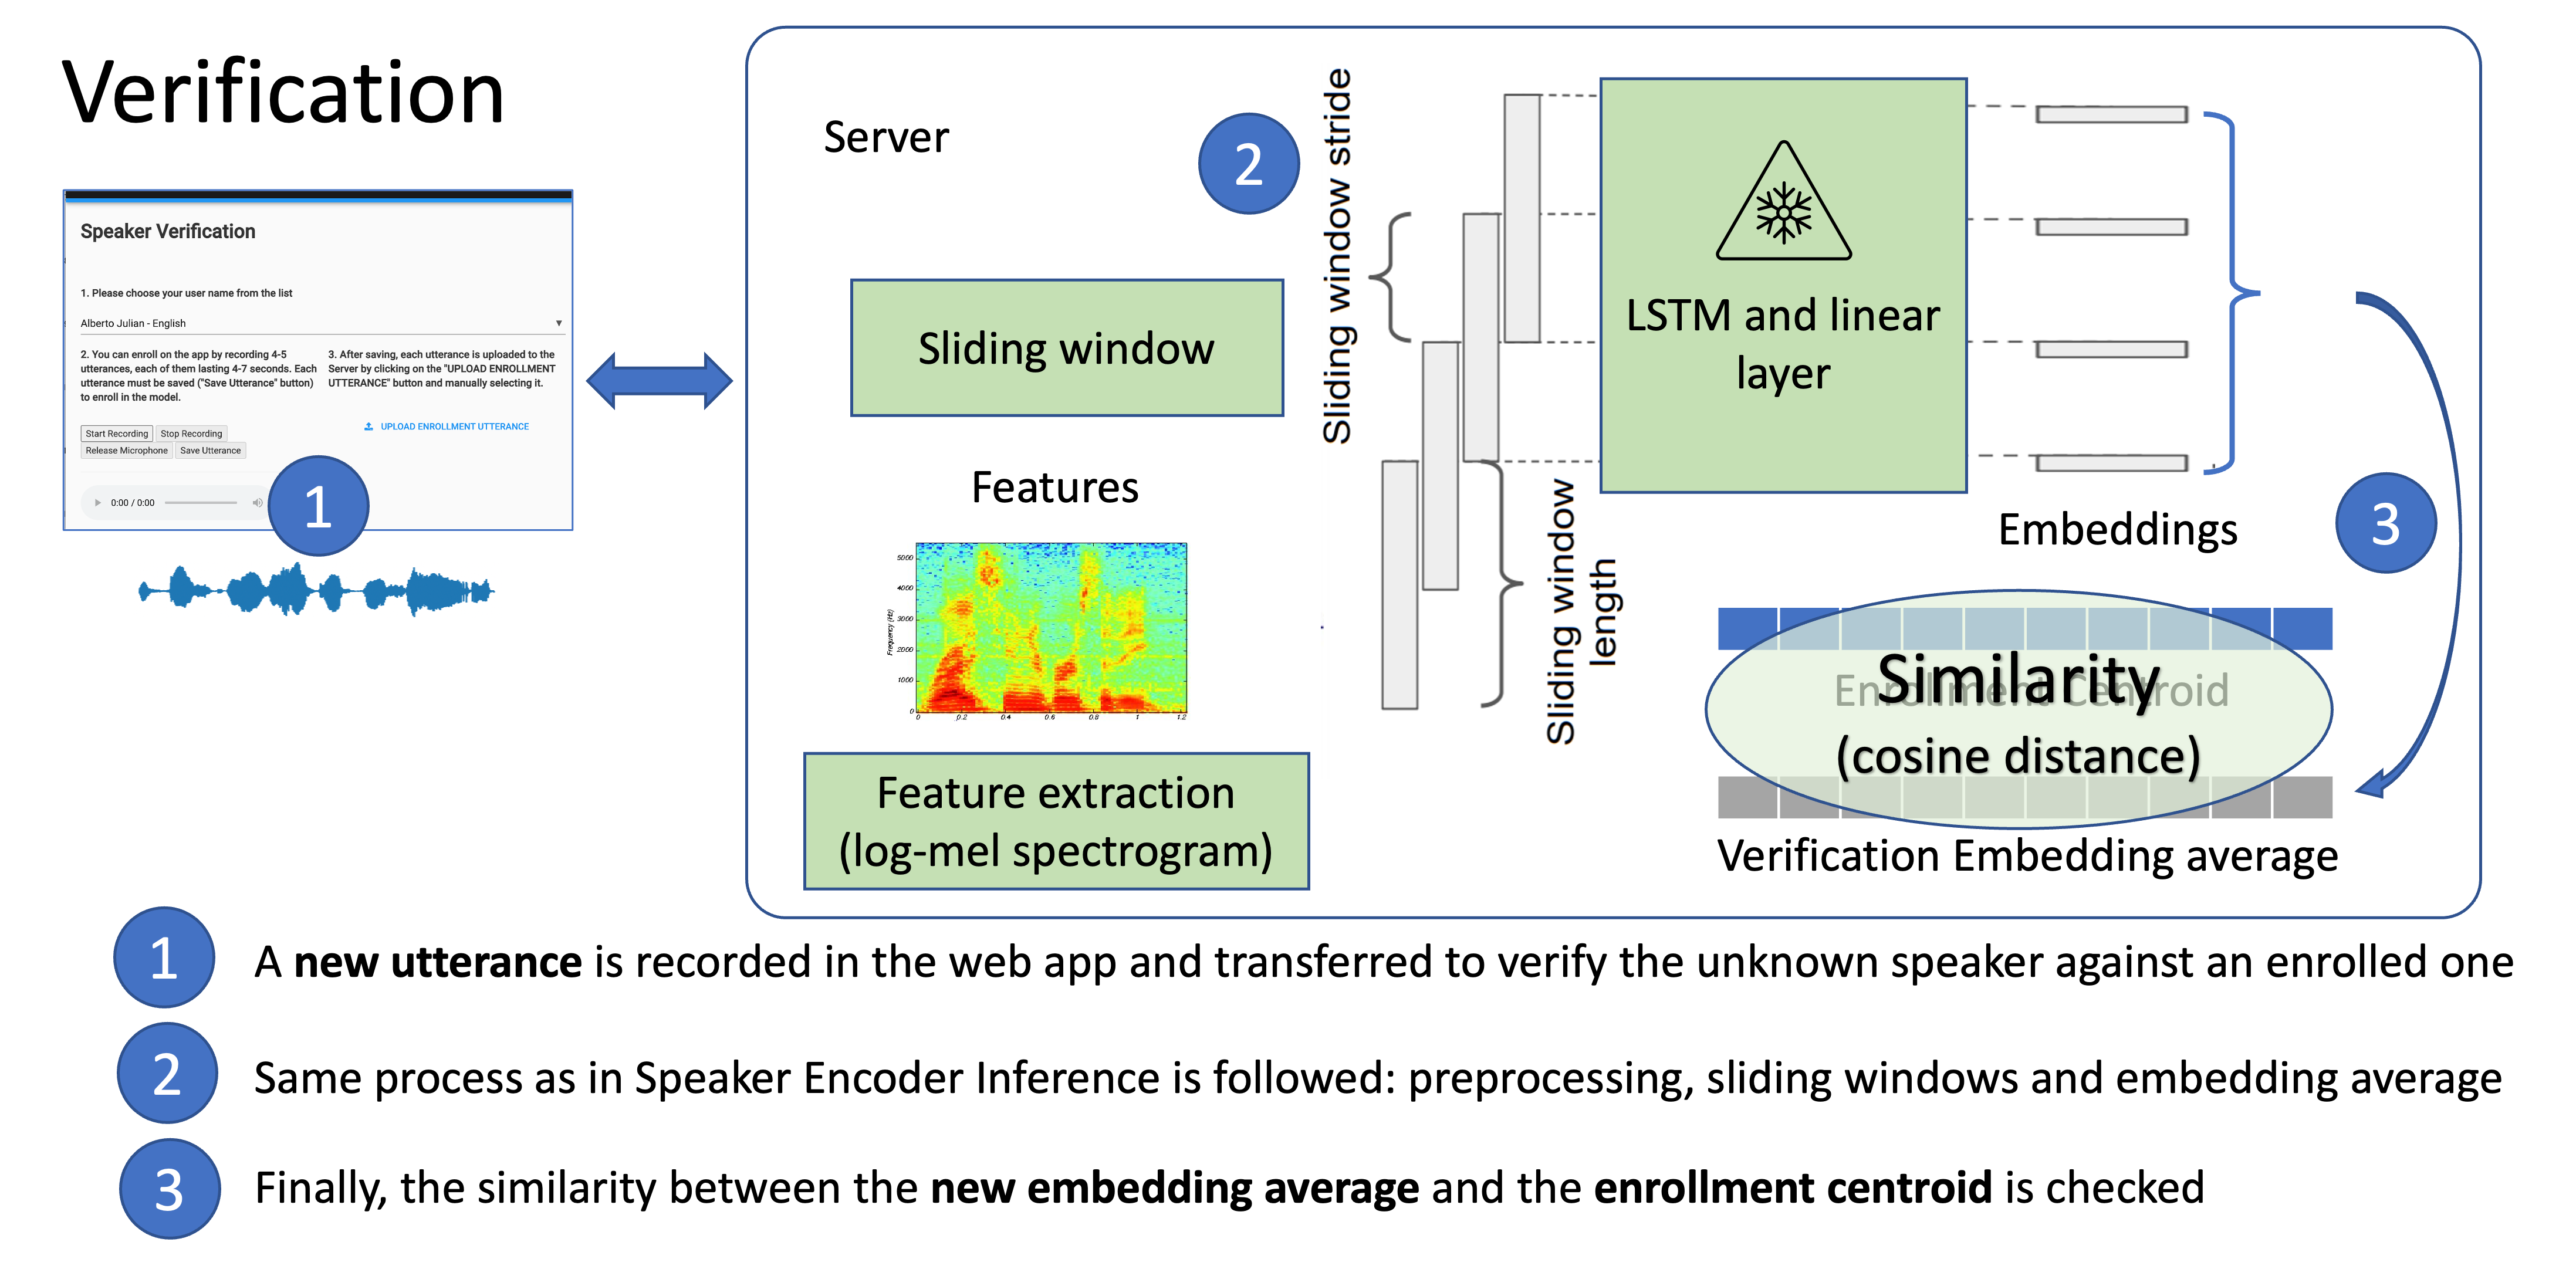 Verification
Speaker Verification
1. Please choose your user name from the list
Alberto Julian - English
2. You can enroll on the app by recording 4-5
utterances, each of them lasting 4-7 seconds. Each
utterance must be saved ("Save Utterance" button)
to enroll in the model.
3. After saving, each utterance is uploaded to the
Server by clicking on the "UPLOAD ENROLLMENT
UTTERANCE" button and manually selecting it.
Start Recording
Stop Recording
Release Microphone
Save Utterance
UPLOAD ENROLLMENT UTTERANCE
0:00 / 0:00
1
Server
2
Sliding window
Features
Frequency (Hz)
5000
4000
3000
2000
1000
0
0
0.2
0.4
0.6
0.8
1
1.2
Feature extraction
(log-mel spectrogram)
Sliding window stride
Sliding window
length
LSTM and linear
layer
Embeddings
3
Enrollment Centroid
Similarity
(cosine distance)
Verification Embedding average
1 A new utterance is recorded in the web app and transferred to verify the unknown speaker against an enrolled one
2 Same process as in Speaker Encoder Inference is followed: preprocessing, sliding windows and embedding average
3 Finally, the similarity between the new embedding average and the enrollment centroid is checked